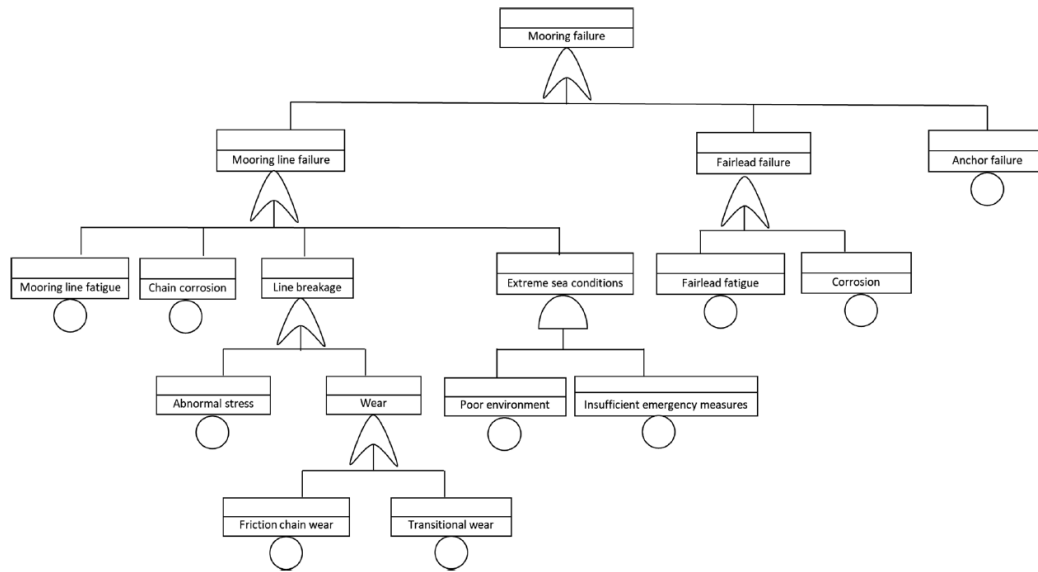 Mooring failure
Mooring line failure
Fairlead failure
Anchor failure
Mooring line fatigue
Chain corrosion
Line breakage
Extreme sea conditions
Fairlead fatigue
Corrosion
Abnormal stress
Wear
Poor environment
Insufficient emergency measures
Friction chain wear
Transitional wear